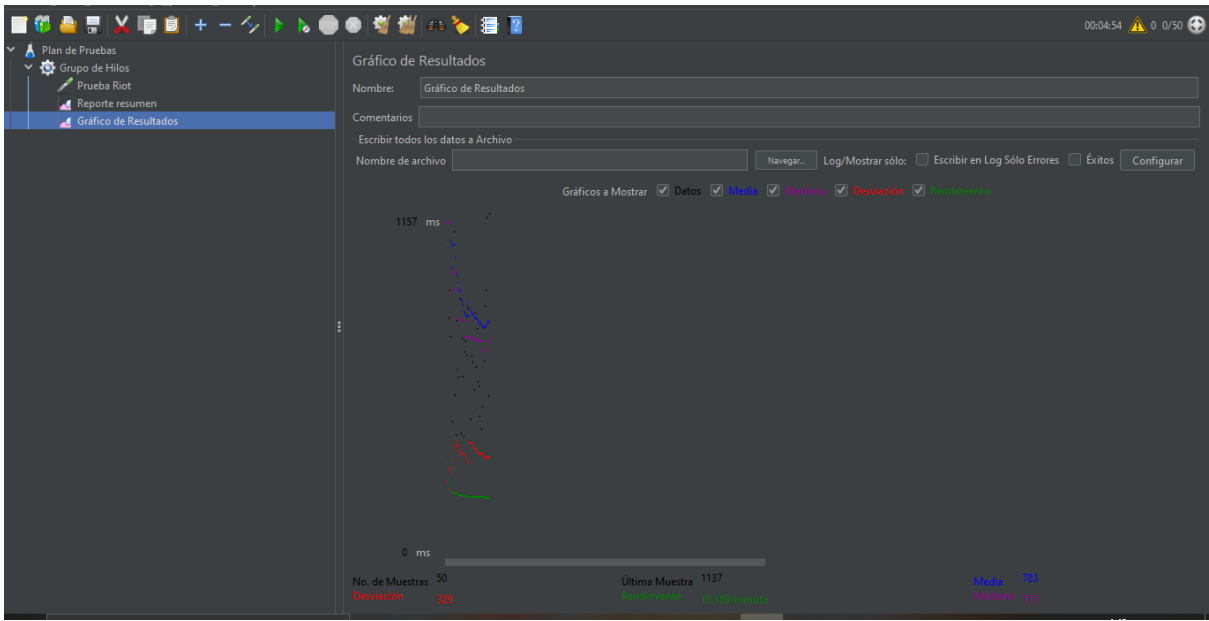 00:04:54 0 0/50
Plan de Pruebas
Grupo de Hilos
Prueba Riot
Reporte resumen
Gráfico de Resultados
Gráfico de Resultados
Nombre: Gráfico de Resultados
Comentarios
Escribir todos los datos a Archivo
Nombre de archivo Navegar... Log/Mostrar sólo: Escribir en Log Sólo Errores Éxitos Configurar
Gráficos a Mostrar Datos Media Desviación Rendimiento
1157 ms
0 ms
No. de Muestras 50 Última Muestra 1137 Media 783
Desviación 329 Rendimiento